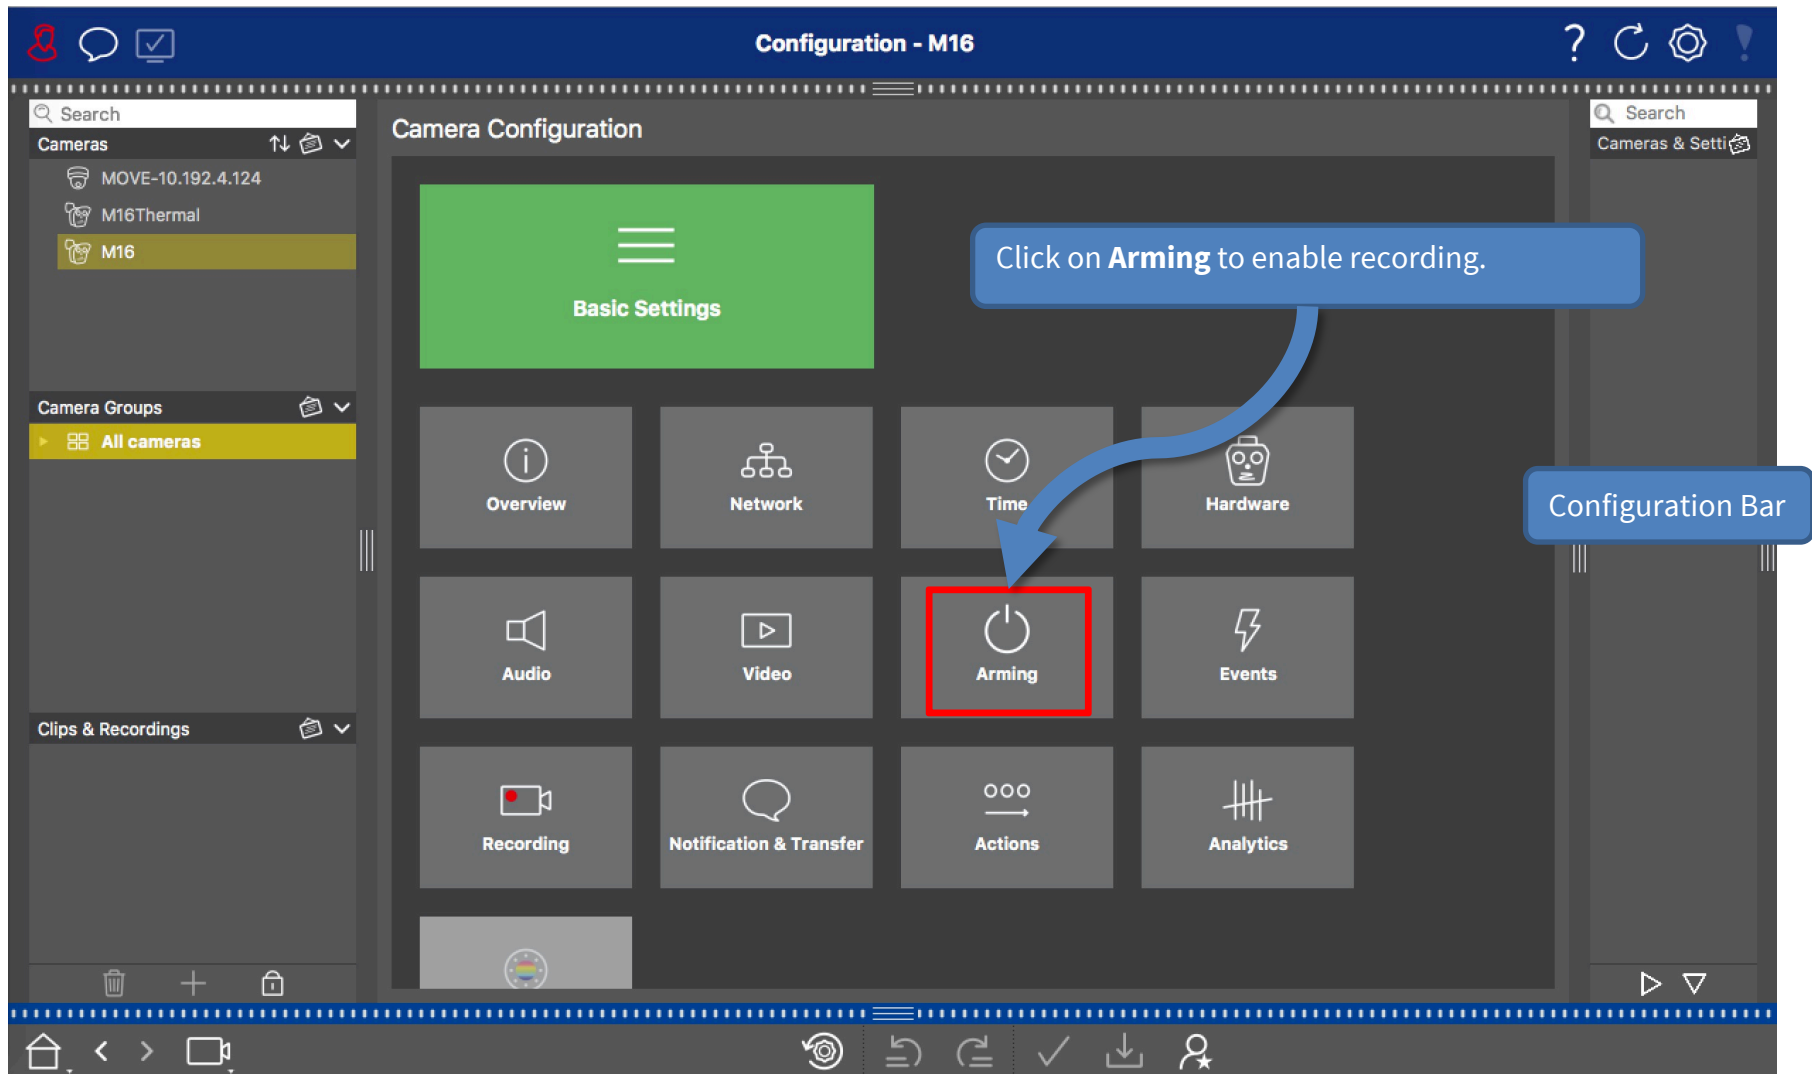 Configuration - M16
?
Search
Cameras
MOVE-10.192.4.124
M16Thermal
M16
Camera Groups
All cameras
Clips & Recordings
Camera Configuration
Basic Settings
Click on Arming to enable recording.
Overview
Network
Time
Hardware
Audio
Video
Arming
Events
Recording
Notification & Transfer
Actions
Analytics
Search
Cameras & Setti
Configuration Bar